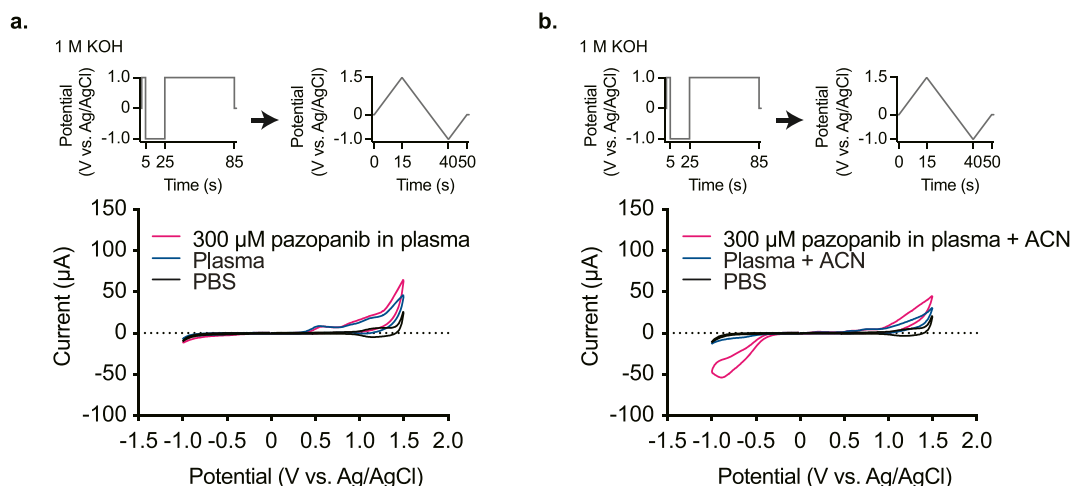 a.
1 M KOH
Potential
(V vs. Ag/AgCl)
1.0
0
-1.0
5 25 85
Time (s)
Potential
(V vs. Ag/AgCl)
1.5
0
-1.0
0 15 40 50
Time (s)
Current (µA)
150
100
50
0
-50
-100
300 µM pazopanib in plasma
Plasma
PBS
-1.5 -1.0 -0.5 0 0.5 1.0 1.5 2.0
Potential (V vs. Ag/AgCl)
b.
1 M KOH
Potential
(V vs. Ag/AgCl)
1.0
0
-1.0
5 25 85
Time (s)
Potential
(V vs. Ag/AgCl)
1.5
0
-1.0
0 15 40 50
Time (s)
Current (µA)
150
100
50
0
-50
-100
300 µM pazopanib in plasma + ACN
Plasma + ACN
PBS
-1.5 -1.0 -0.5 0 0.5 1.0 1.5 2.0
Potential (V vs. Ag/AgCl)